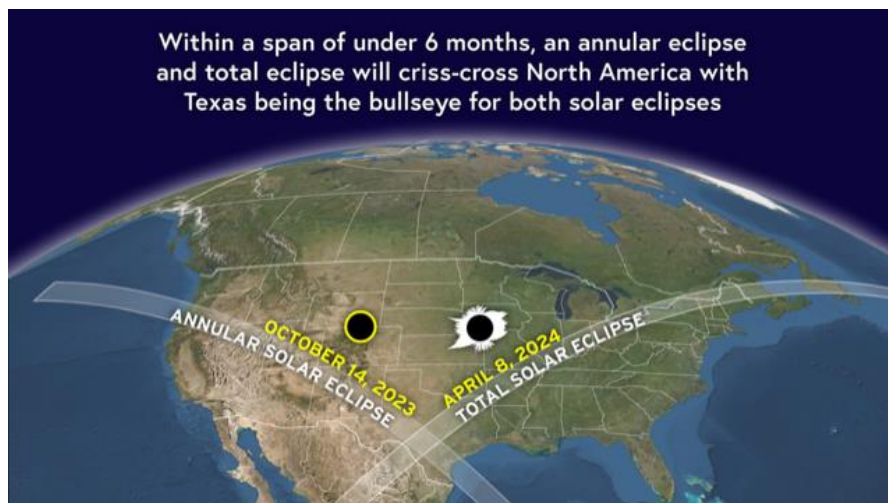 Within a span of under 6 months, an annular eclipse
and total eclipse will criss-cross North America with
Texas being the bullseye for both solar eclipses
OCTOBER 14, 2023
ANNULAR SOLAR ECLIPSE
APRIL 8, 2024
TOTAL SOLAR ECLIPSE